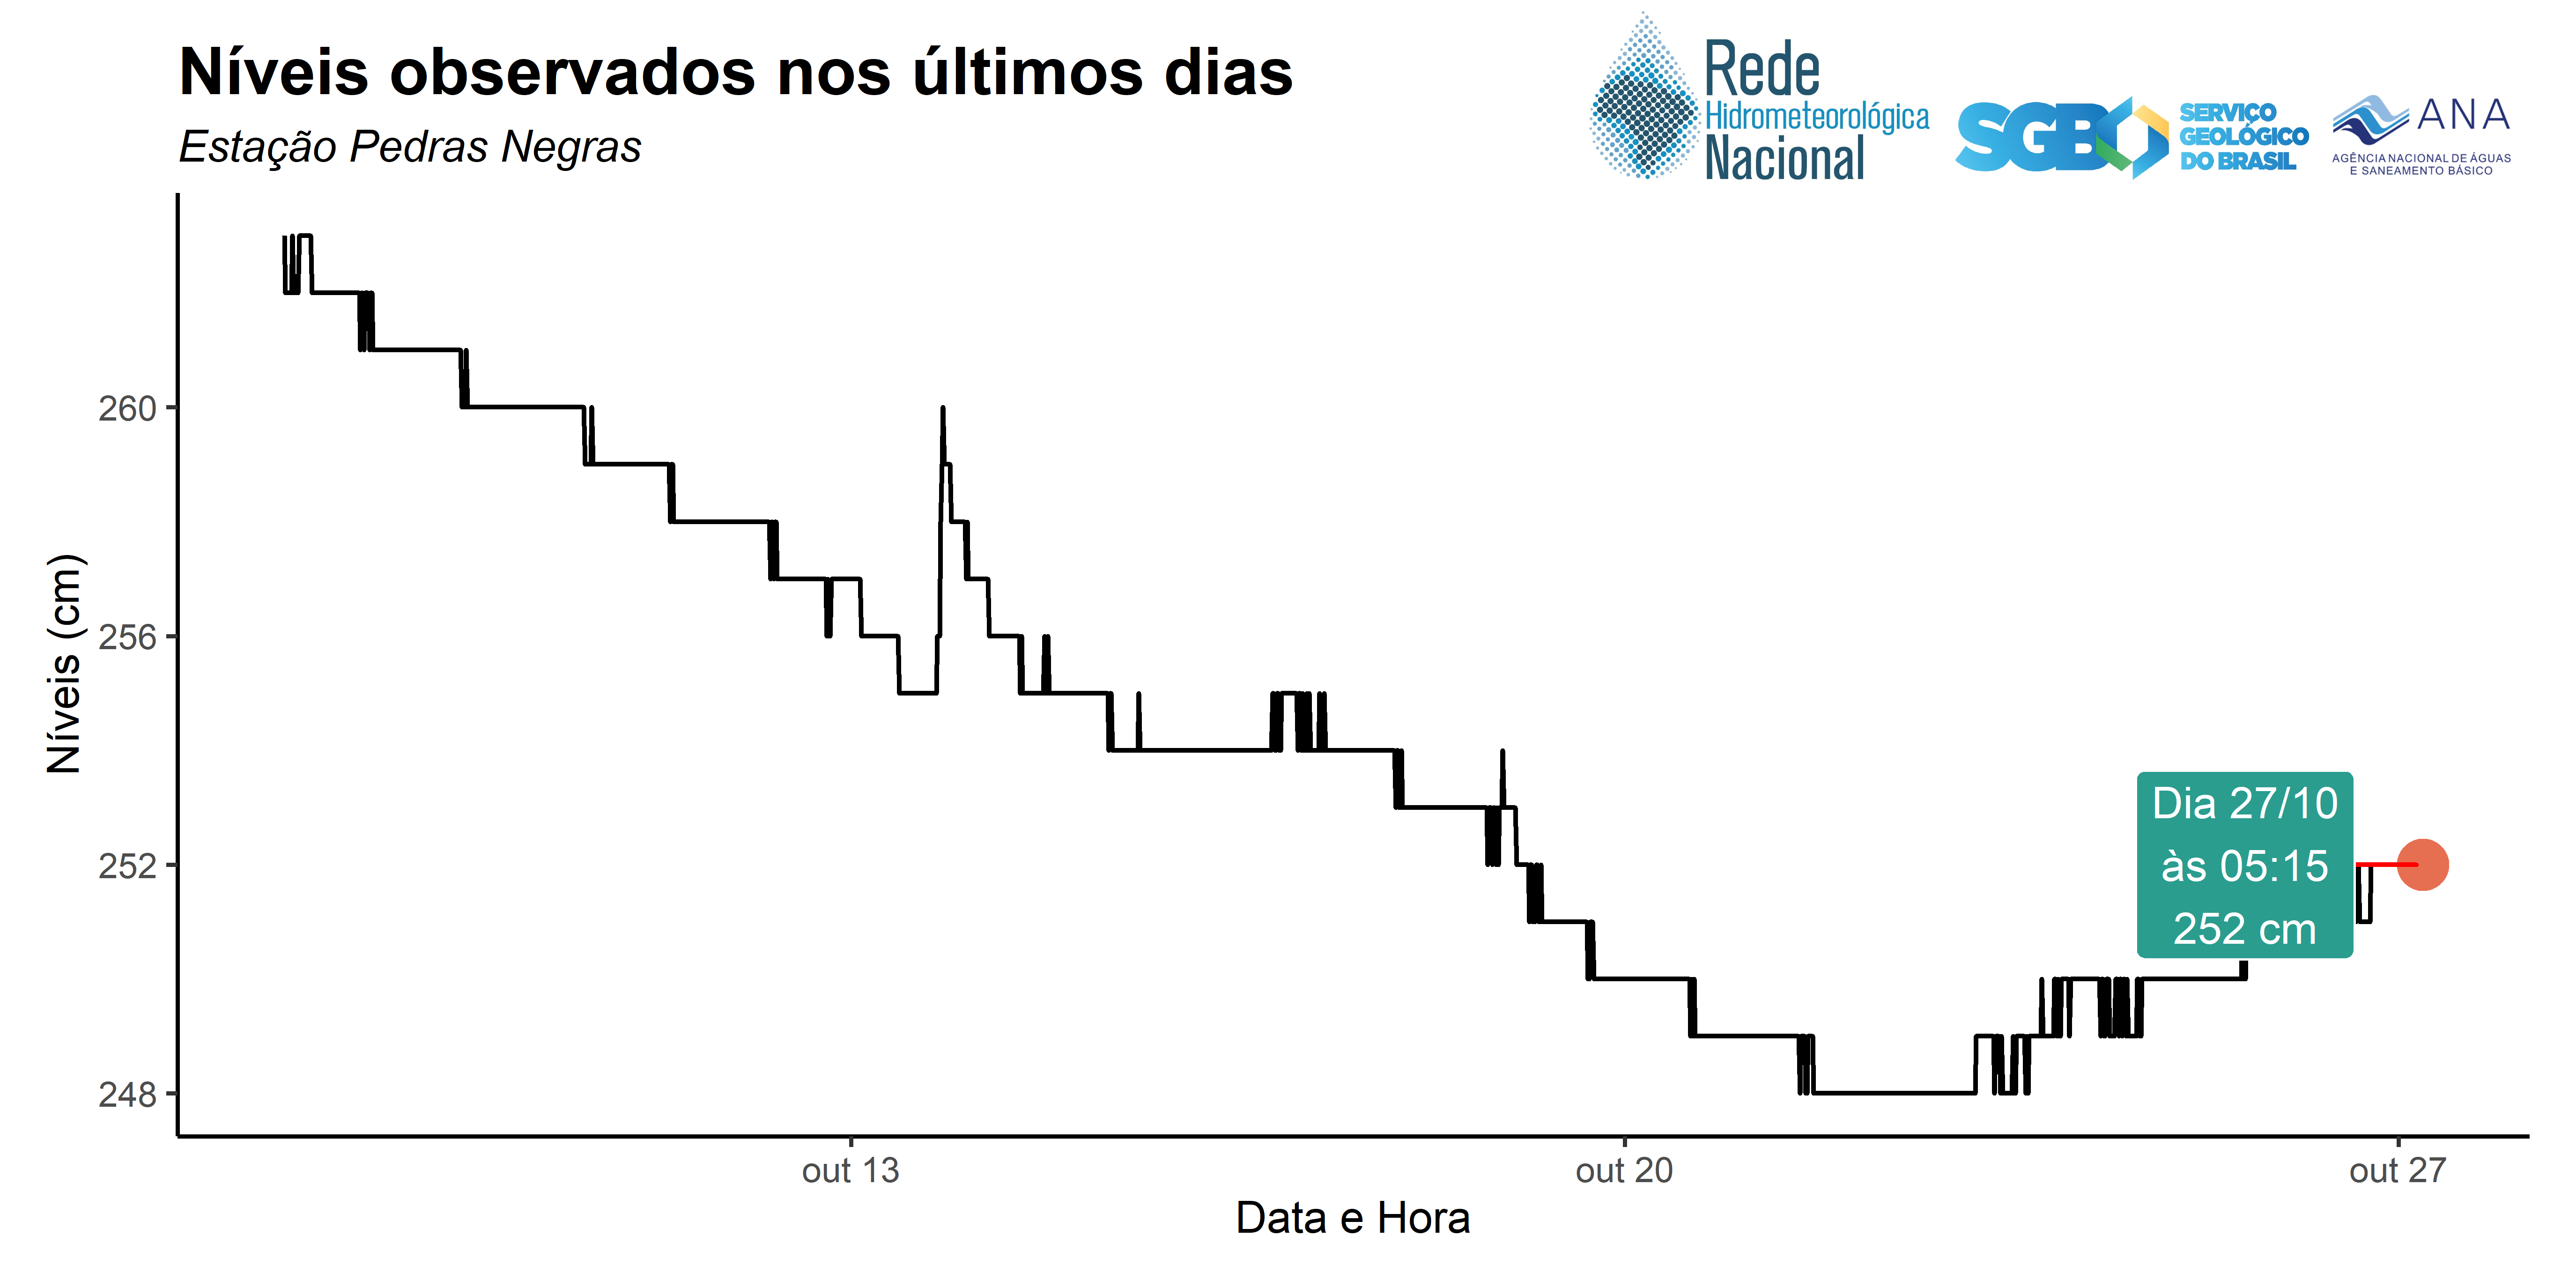 Níveis observados nos últimos dias
Estação Pedras Negras
Rede
Hidrometeorológica
Nacional
SGB
SERVIÇO
GEOLÓGICO
DO BRASIL
ANA
AGÊNCIA NACIONAL DE ÁGUAS
E SANEAMENTO BÁSICO
Níveis (cm)
260
256
252
248
Dia 27/10
às 05:15
252 cm
out 13
out 20
out 27
Data e Hora